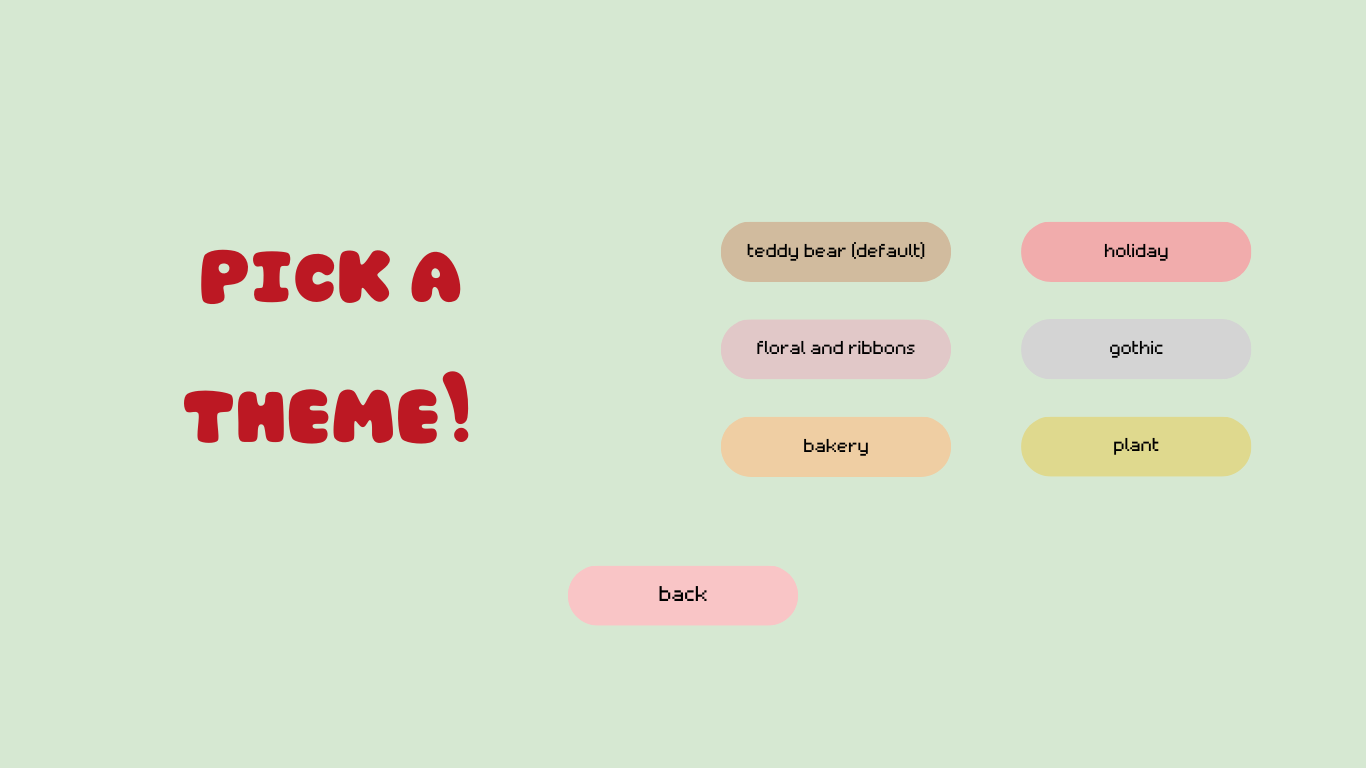 PICK A
THEME!
teddy bear (default)
holiday
floral and ribbons
gothic
bakery
plant
back